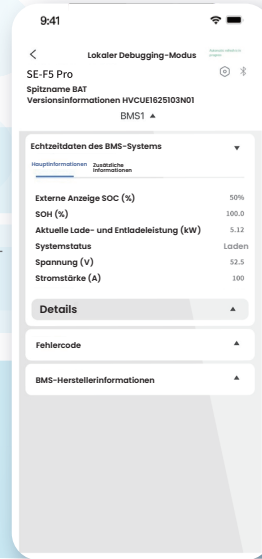 9:41
Lokaler Debugging-Modus
SE-F5 Pro
Spitzname BAT
Versionsinformationen HVCUE1625103N01
BMS1
Echtzeitdaten des BMS-Systems
Hauptinformationen Zusätzliche
Informationen
Externe Anzeige SOC (%) 50%
SOH (%) 100.0
Aktuelle Lade- und Entladeleistung (kW) 5.12
Systemstatus Laden
Spannung (V) 52.5
Stromstärke (A) 100
Details
Fehlercode
BMS-Herstellerinformationen